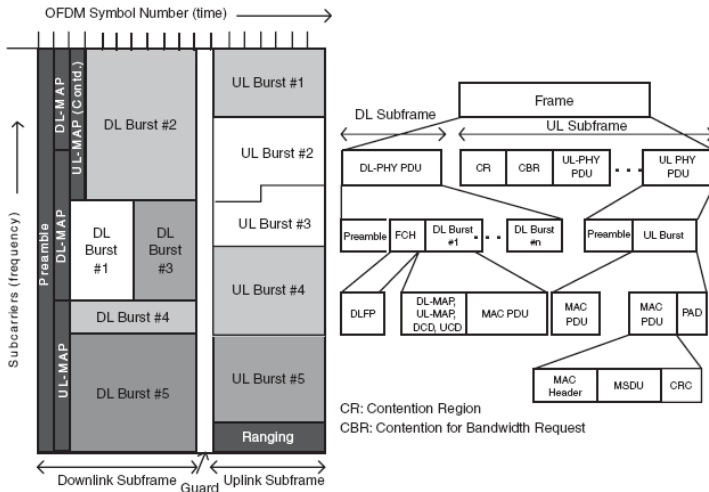 OFDM Symbol Number (time)
Subcarriers (frequency)
Preamble
DL-MAP
DL-MAP
UL-MAP
UL-MAP (Contd.)
DL Burst #2
DL
Burst
#1
DL
Burst
#3
DL Burst #4
DL Burst #5
UL Burst #1
UL Burst #2
UL Burst #3
UL Burst #4
UL Burst #5
Ranging
Downlink Subframe
Guard
Uplink Subframe
Frame
DL Subframe
UL Subframe
DL-PHY PDU
CR
CBR
UL-PHY
PDU
. . .
UL PHY
PDU
Preamble
FCH
DL Burst
#1
. . .
DL Burst
#n
Preamble
UL Burst
DLFP
DL-MAP,
UL-MAP,
DCD, UCD
MAC PDU
MAC
PDU
MAC
PDU
PAD
MAC
Header
MSDU
CRC
CR: Contention Region
CBR: Contention for Bandwidth Request